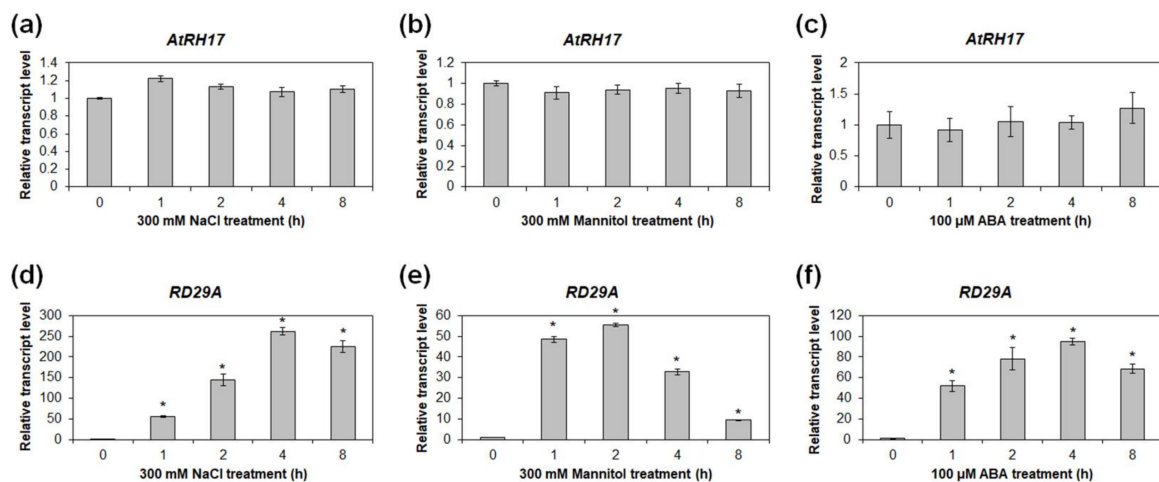 (a)
AtRH17
Relative transcript level
1.4
1.2
1
0.8
0.6
0.4
0.2
0
0 1 2 4 8
300 mM NaCl treatment (h)
(b)
AtRH17
Relative transcript level
1.2
1
0.8
0.6
0.4
0.2
0
0 1 2 4 8
300 mM Mannitol treatment (h)
(c)
AtRH17
Relative transcript level
2
1.5
1
0.5
0
0 1 2 4 8
100 µM ABA treatment (h)
(d)
RD29A
Relative transcript level
300
250
200
150
100
50
0
* * * *
0 1 2 4 8
300 mM NaCl treatment (h)
(e)
RD29A
Relative transcript level
60
50
40
30
20
10
0
* * * *
0 1 2 4 8
300 mM Mannitol treatment (h)
(f)
RD29A
Relative transcript level
120
100
80
60
40
20
0
* * * *
0 1 2 4 8
100 µM ABA treatment (h)